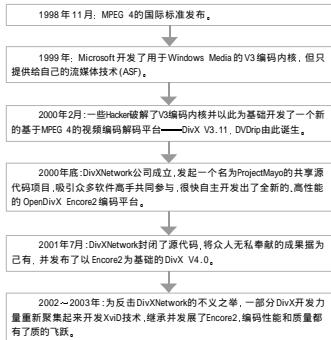 1998年11月：MPEG 4的国际标准发布。
1999年：Microsoft开发了用于Windows Media的V3编码内核，但只
提供给自己的流媒体技术(ASF)。
2000年2月：一些Hacker破解了V3编码内核并以此为基础开发了一个新
的基于MPEG 4的视频编码解码平台——DivX V3.11，DVDrip由此诞生。
2000年底：DivXNetwork公司成立，发起一个名为ProjectMayo的共享源
代码项目，吸引众多软件高手共同参与，很快自主开发出了全新的、高性能
的 OpenDivX Encore2编码平台。
2001年7月：DivXNetwork封闭了源代码，将众人无私奉献的成果据为
己有，并发布了以 Encore2为基础的DivX V4.0。
2002～2003年：为反击DivXNetwork的不义之举，一部分DivX开发力
量重新聚集起来开发XviD技术，继承并发展了Encore2，编码性能和质量都
有了质的飞跃。